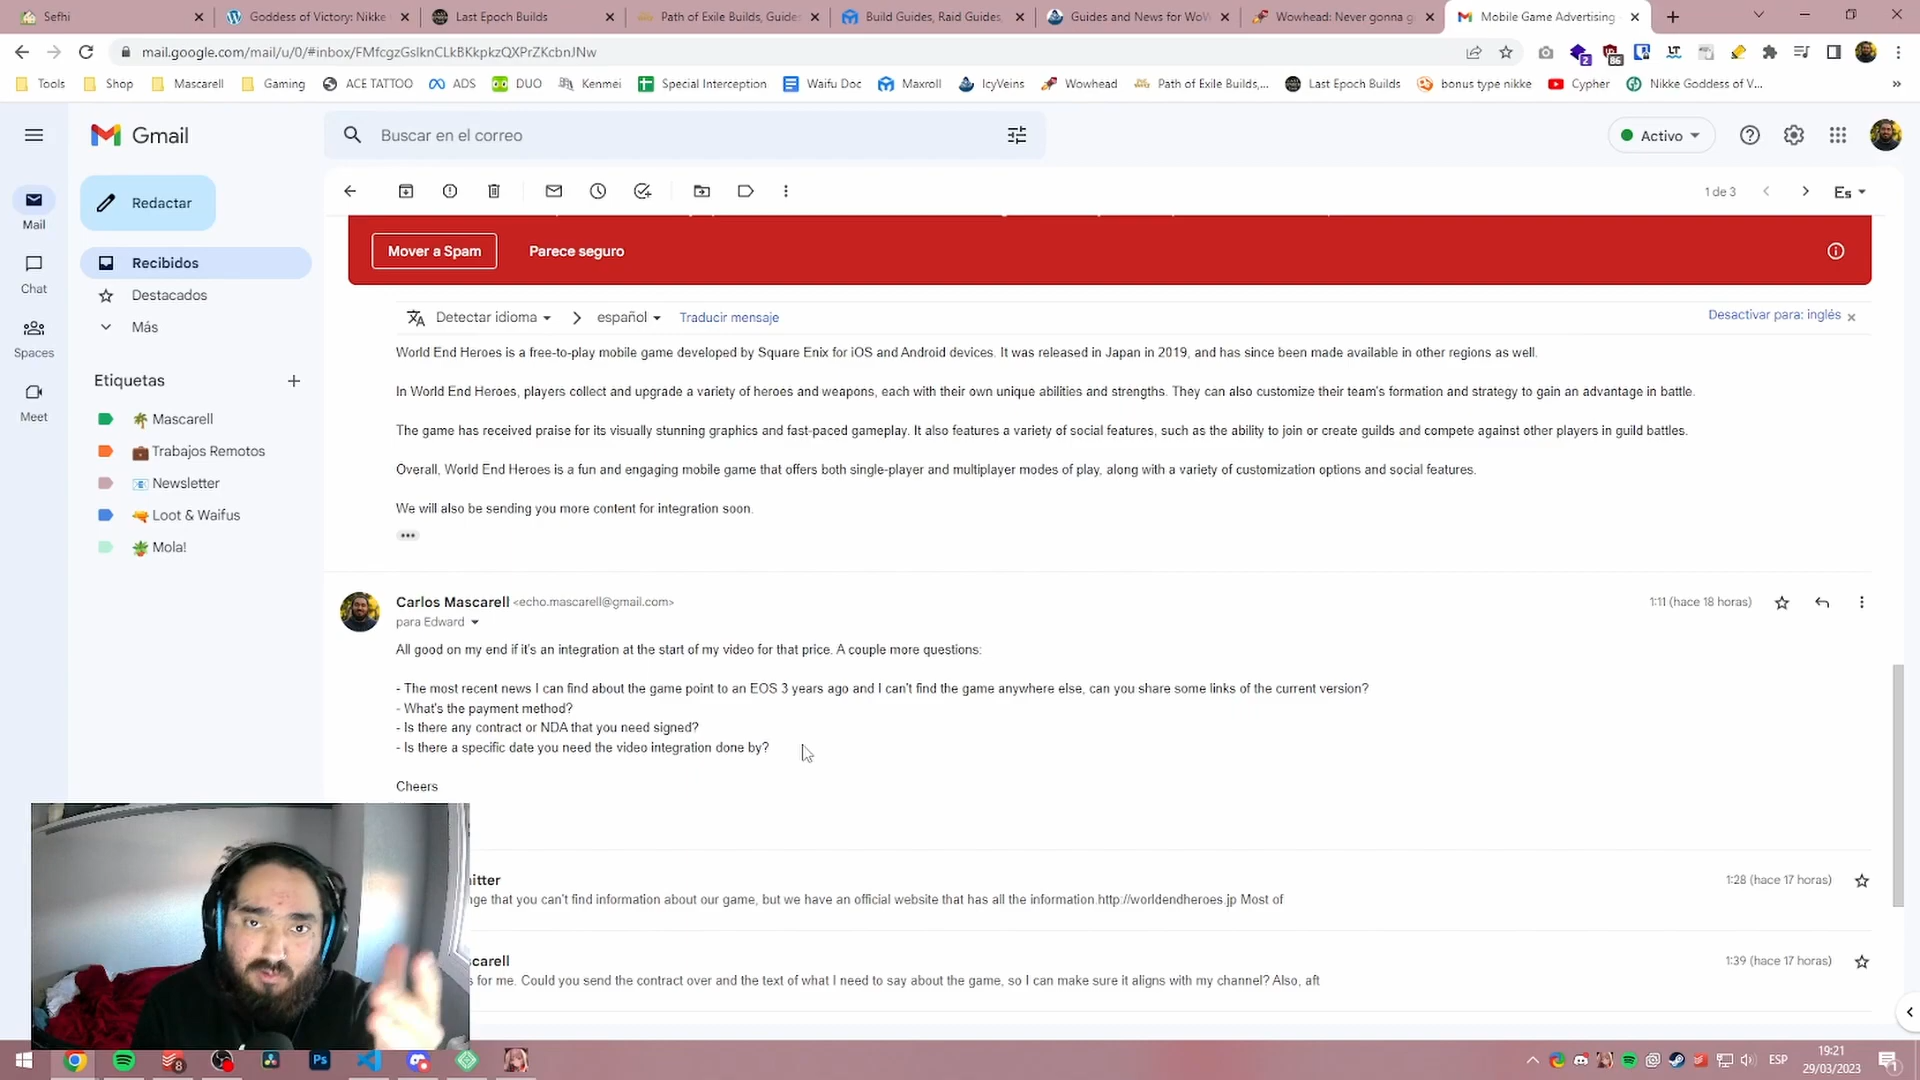 Sefhi
Goddess of Victory: Nikke
Last Epoch Builds
Path of Exile Builds, Guides
Build Guides, Raid Guides,
Guides and News for WoW
Wowhead: Never gonna g
Mobile Game Advertising
mail.google.com/mail/u/0/#inbox/FMfcgzGslknCLkBKkpkzQXPrZKcbnJNw
2
86
Tools
Shop
Mascarell
Gaming
ACE TATTOO
ADS
DUO
Kenmei
Special Interception
Waifu Doc
Maxroll
IcyVeins
Wowhead
Path of Exile Builds,...
Last Epoch Builds
bonus type nikke
Cypher
Nikke Goddess of V...
»
Gmail
Buscar en el correo
Activo
Redactar
1 de 3
Es
Mail
Chat
Spaces
Meet
Recibidos
Destacados
Más
Etiquetas
Mascarell
Trabajos Remotos
Newsletter
Loot & Waifus
Mola!
Mover a Spam
Parece seguro
Detectar idioma
español
Traducir mensaje
Desactivar para: inglés
World End Heroes is a free-to-play mobile game developed by Square Enix for iOS and Android devices. It was released in Japan in 2019, and has since been made available in other regions as well.
In World End Heroes, players collect and upgrade a variety of heroes and weapons, each with their own unique abilities and strengths. They can also customize their team's formation and strategy to gain an advantage in battle.
The game has received praise for its visually stunning graphics and fast-paced gameplay. It also features a variety of social features, such as the ability to join or create guilds and compete against other players in guild battles.
Overall, World End Heroes is a fun and engaging mobile game that offers both single-player and multiplayer modes of play, along with a variety of customization options and social features.
We will also be sending you more content for integration soon.
Carlos Mascarell <echo.mascarell@gmail.com>
1:11 (hace 18 horas)
para Edward
All good on my end if it's an integration at the start of my video for that price. A couple more questions:
- The most recent news I can find about the game point to an EOS 3 years ago and I can't find the game anywhere else, can you share some links of the current version?
- What's the payment method?
- Is there any contract or NDA that you need signed?
- Is there a specific date you need the video integration done by?
Cheers
itter
1:28 (hace 17 horas)
nge that you can't find information about our game, but we have an official website that has all the information.http://worldendheroes.jp Most of
scarell
1:39 (hace 17 horas)
s for me. Could you send the contract over and the text of what I need to say about the game, so I can make sure it aligns with my channel? Also, aft
8
Ps
ESP
19:21
29/03/2023
1